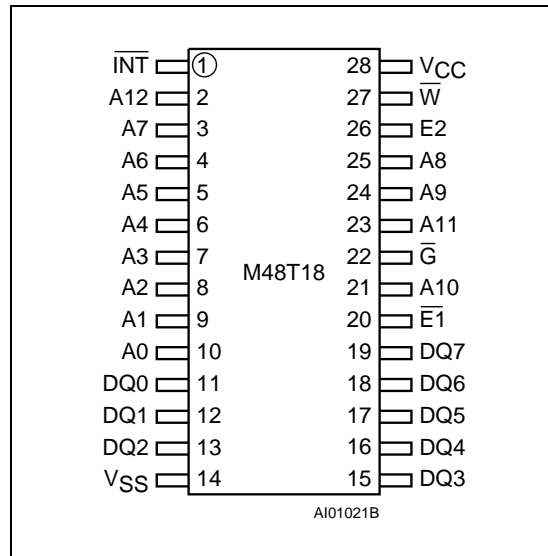 I̅N̅T̅ 1 28 VCC
A12 2 27 W̅
A7 3 26 E2
A6 4 25 A8
A5 5 24 A9
A4 6 23 A11
A3 7 22 G̅
M48T18
A2 8 21 A10
A1 9 20 E̅1̅
A0 10 19 DQ7
DQ0 11 18 DQ6
DQ1 12 17 DQ5
DQ2 13 16 DQ4
VSS 14 15 DQ3
AI01021B